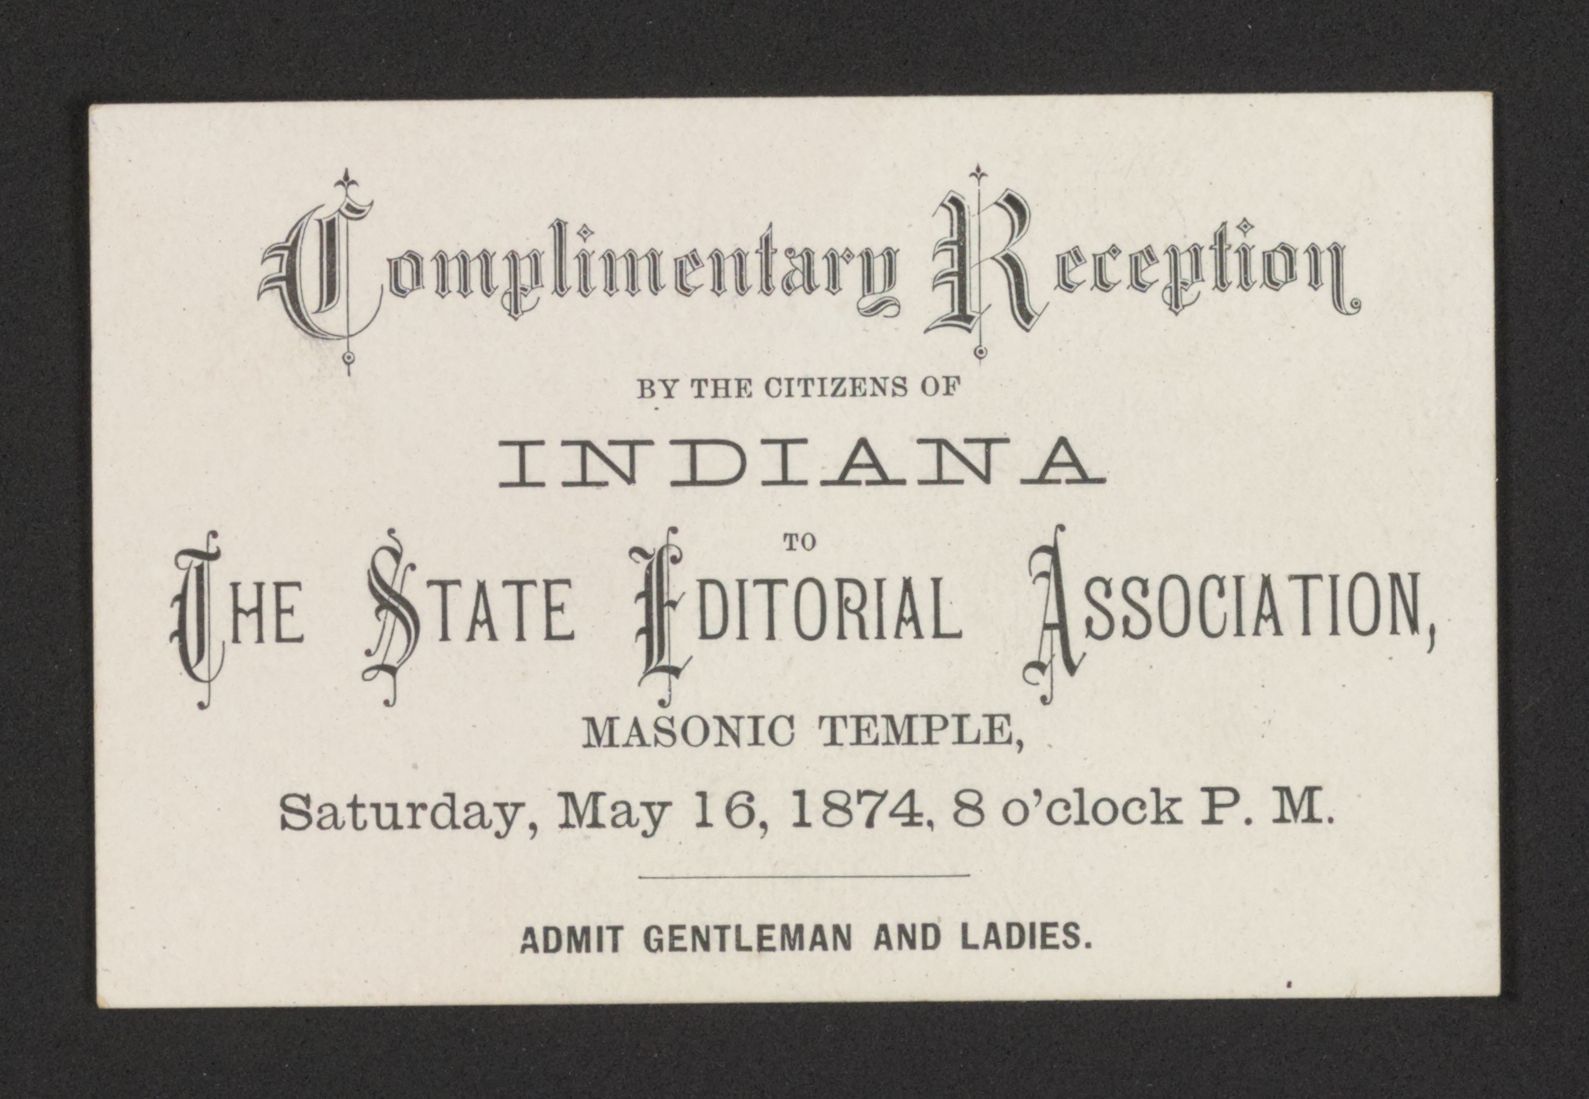 Complimentary Reception
BY THE CITIZENS OF
INDIANA
TO
THE STATE EDITORIAL ASSOCIATION,
MASONIC TEMPLE,
Saturday, May 16, 1874, 8 o'clock P. M.
ADMIT GENTLEMAN AND LADIES.